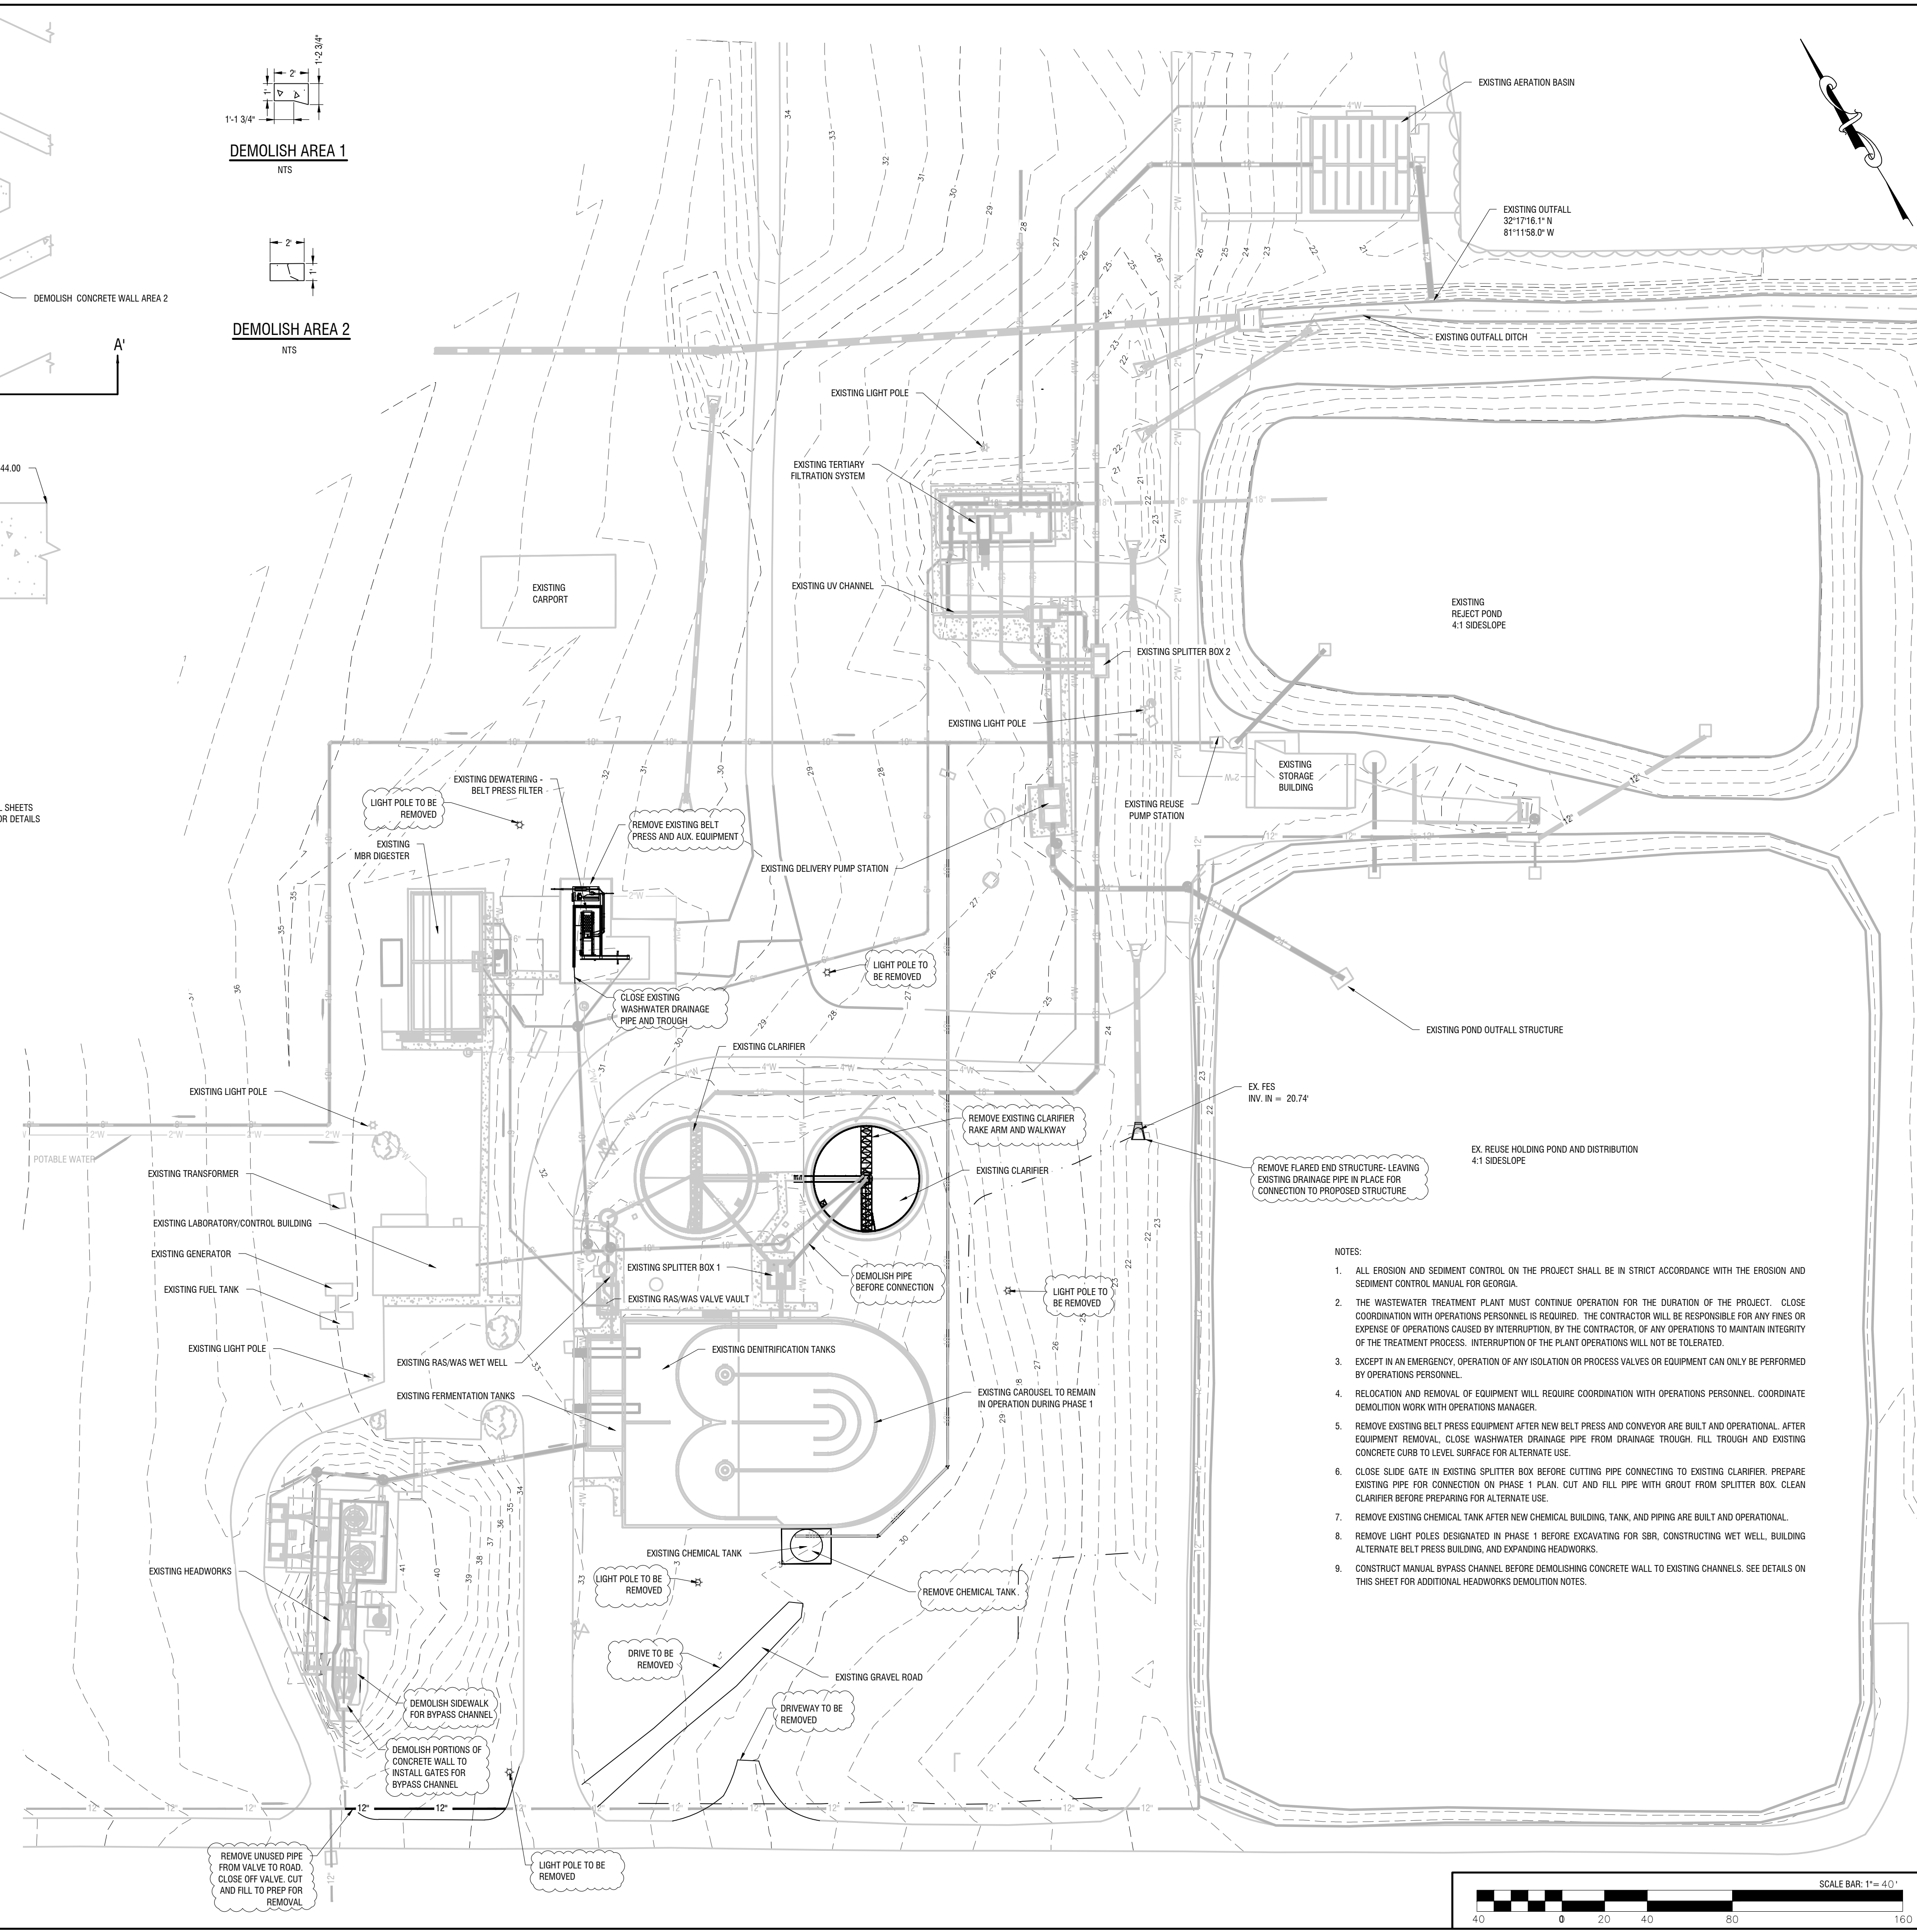 2'
1'
1'-2 3/4"
1'-1 3/4"
DEMOLISH AREA 1
NTS
2'
1'
DEMOLISH CONCRETE WALL AREA 2
DEMOLISH AREA 2
NTS
A'
44.00
L SHEETS
OR DETAILS
EXISTING AERATION BASIN
EXISTING OUTFALL
32°17'16.1" N
81°11'58.0" W
EXISTING OUTFALL DITCH
EXISTING LIGHT POLE
EXISTING TERTIARY
FILTRATION SYSTEM
EXISTING UV CHANNEL
EXISTING
CARPORT
EXISTING
REJECT POND
4:1 SIDESLOPE
EXISTING SPLITTER BOX 2
EXISTING LIGHT POLE
EXISTING
STORAGE
BUILDING
EXISTING REUSE
PUMP STATION
EXISTING DEWATERING -
BELT PRESS FILTER
LIGHT POLE TO BE
REMOVED
REMOVE EXISTING BELT
PRESS AND AUX. EQUIPMENT
EXISTING
MBR DIGESTER
EXISTING DELIVERY PUMP STATION
LIGHT POLE TO
BE REMOVED
CLOSE EXISTING
WASHWATER DRAINAGE
PIPE AND TROUGH
EXISTING POND OUTFALL STRUCTURE
EXISTING CLARIFIER
EXISTING LIGHT POLE
EX. FES
INV. IN = 20.74'
REMOVE EXISTING CLARIFIER
RAKE ARM AND WALKWAY
POTABLE WATER
EXISTING TRANSFORMER
EXISTING CLARIFIER
REMOVE FLARED END STRUCTURE- LEAVING
EXISTING DRAINAGE PIPE IN PLACE FOR
CONNECTION TO PROPOSED STRUCTURE
EX. REUSE HOLDING POND AND DISTRIBUTION
4:1 SIDESLOPE
EXISTING LABORATORY/CONTROL BUILDING
EXISTING GENERATOR
EXISTING SPLITTER BOX 1
DEMOLISH PIPE
BEFORE CONNECTION
EXISTING FUEL TANK
EXISTING RAS/WAS VALVE VAULT
LIGHT POLE TO
BE REMOVED
EXISTING LIGHT POLE
EXISTING RAS/WAS WET WELL
EXISTING DENITRIFICATION TANKS
EXISTING FERMENTATION TANKS
EXISTING CAROUSEL TO REMAIN
IN OPERATION DURING PHASE 1
NOTES:
1. ALL EROSION AND SEDIMENT CONTROL ON THE PROJECT SHALL BE IN STRICT ACCORDANCE WITH THE EROSION AND
SEDIMENT CONTROL MANUAL FOR GEORGIA.
2. THE WASTEWATER TREATMENT PLANT MUST CONTINUE OPERATION FOR THE DURATION OF THE PROJECT. CLOSE
COORDINATION WITH OPERATIONS PERSONNEL IS REQUIRED. THE CONTRACTOR WILL BE RESPONSIBLE FOR ANY FINES OR
EXPENSE OF OPERATIONS CAUSED BY INTERRUPTION, BY THE CONTRACTOR, OF ANY OPERATIONS TO MAINTAIN INTEGRITY
OF THE TREATMENT PROCESS. INTERRUPTION OF THE PLANT OPERATIONS WILL NOT BE TOLERATED.
3. EXCEPT IN AN EMERGENCY, OPERATION OF ANY ISOLATION OR PROCESS VALVES OR EQUIPMENT CAN ONLY BE PERFORMED
BY OPERATIONS PERSONNEL.
4. RELOCATION AND REMOVAL OF EQUIPMENT WILL REQUIRE COORDINATION WITH OPERATIONS PERSONNEL. COORDINATE
DEMOLITION WORK WITH OPERATIONS MANAGER.
5. REMOVE EXISTING BELT PRESS EQUIPMENT AFTER NEW BELT PRESS AND CONVEYOR ARE BUILT AND OPERATIONAL. AFTER
EQUIPMENT REMOVAL, CLOSE WASHWATER DRAINAGE PIPE FROM DRAINAGE TROUGH. FILL TROUGH AND EXISTING
CONCRETE CURB TO LEVEL SURFACE FOR ALTERNATE USE.
6. CLOSE SLIDE GATE IN EXISTING SPLITTER BOX BEFORE CUTTING PIPE CONNECTING TO EXISTING CLARIFIER. PREPARE
EXISTING PIPE FOR CONNECTION ON PHASE 1 PLAN. CUT AND FILL PIPE WITH GROUT FROM SPLITTER BOX. CLEAN
CLARIFIER BEFORE PREPARING FOR ALTERNATE USE.
7. REMOVE EXISTING CHEMICAL TANK AFTER NEW CHEMICAL BUILDING, TANK, AND PIPING ARE BUILT AND OPERATIONAL.
8. REMOVE LIGHT POLES DESIGNATED IN PHASE 1 BEFORE EXCAVATING FOR SBR, CONSTRUCTING WET WELL, BUILDING
ALTERNATE BELT PRESS BUILDING, AND EXPANDING HEADWORKS.
9. CONSTRUCT MANUAL BYPASS CHANNEL BEFORE DEMOLISHING CONCRETE WALL TO EXISTING CHANNELS. SEE DETAILS ON
THIS SHEET FOR ADDITIONAL HEADWORKS DEMOLITION NOTES.
EXISTING CHEMICAL TANK
EXISTING HEADWORKS
LIGHT POLE TO BE
REMOVED
REMOVE CHEMICAL TANK
DRIVE TO BE
REMOVED
EXISTING GRAVEL ROAD
DEMOLISH SIDEWALK
FOR BYPASS CHANNEL
DRIVEWAY TO BE
REMOVED
DEMOLISH PORTIONS OF
CONCRETE WALL TO
INSTALL GATES FOR
BYPASS CHANNEL
12" 12"
REMOVE UNUSED PIPE
FROM VALVE TO ROAD.
CLOSE OFF VALVE. CUT
AND FILL TO PREP FOR
REMOVAL
LIGHT POLE TO BE
REMOVED
SCALE BAR: 1"= 40'
40 0 20 40 80 160